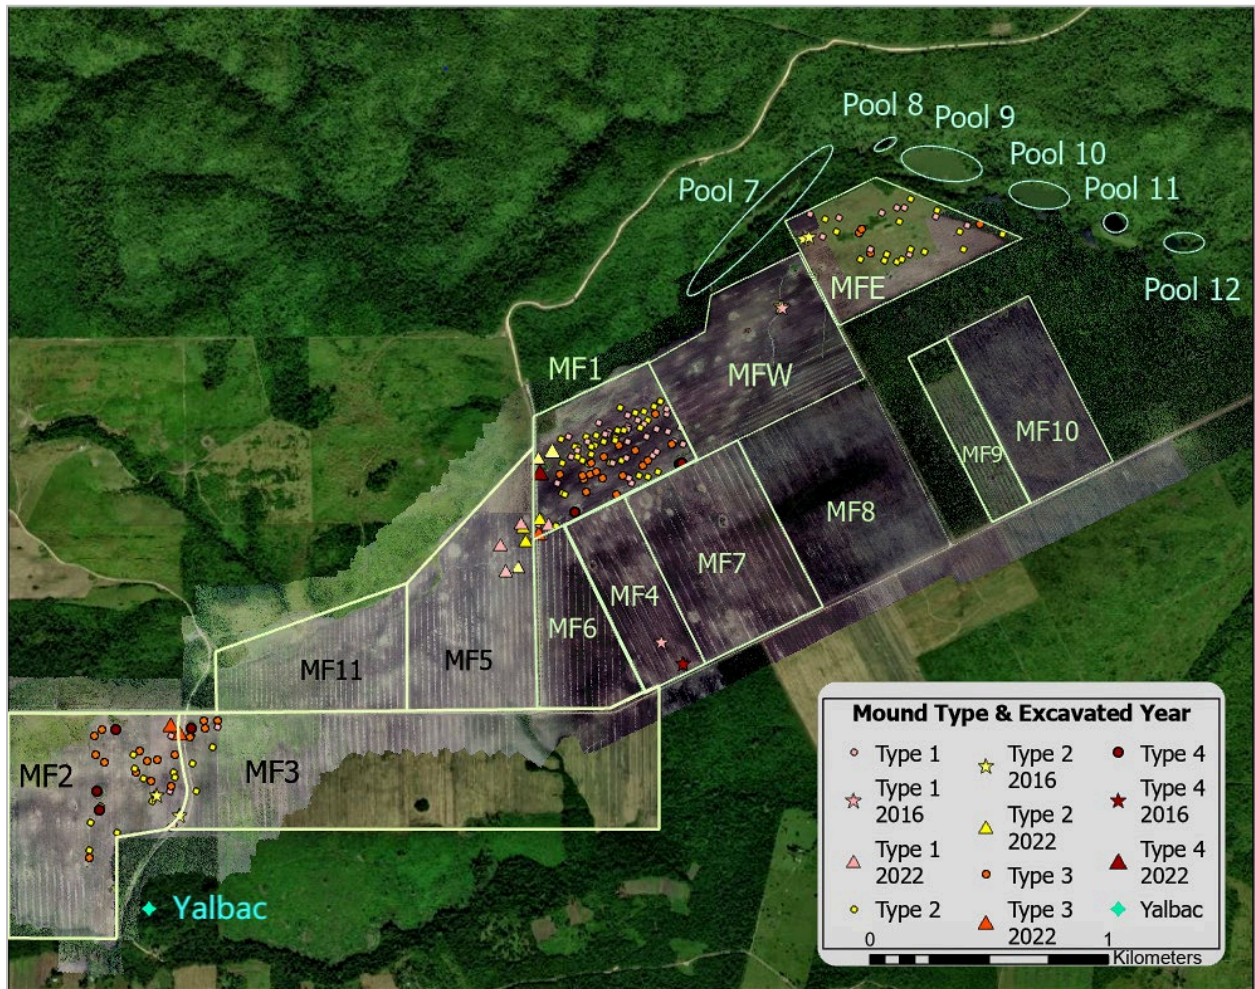 Pool 8
Pool 9
Pool 10
Pool 7
Pool 11
Pool 12
MFE
MF1
MFW
MF10
MF9
MF8
MF7
MF4
MF6
MF5
MF11
MF2
MF3
Yalbac
Mound Type & Excavated Year
Type 1
Type 1
2016
Type 1
2022
Type 2
Type 2
2016
Type 2
2022
Type 3
Type 3
2022
Type 4
Type 4
2016
Type 4
2022
Yalbac
0 1
Kilometers